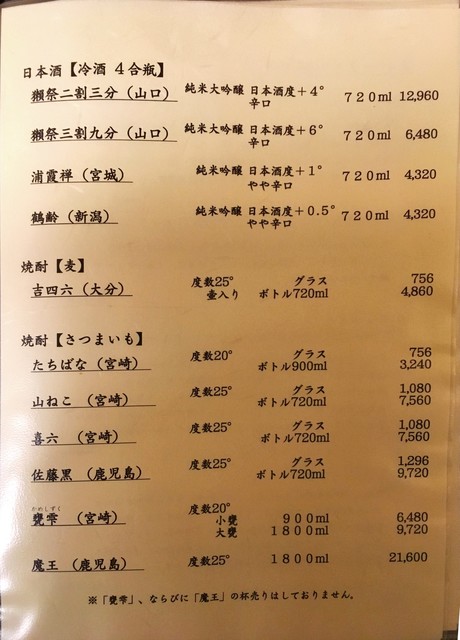 日本酒【冷酒 ４合瓶】
獺祭二割三分（山口） 純米大吟醸 日本酒度＋4° ７２０ml 12,960
辛口
獺祭三割九分（山口） 純米大吟醸 日本酒度＋6° ７２０ml 6,480
辛口
浦霞禅（宮城） 純米吟醸 日本酒度＋1° ７２０ml 4,320
やや辛口
鶴齢（新潟） 純米吟醸 日本酒度＋0.5° ７２０ml 4,320
やや辛口
焼酎【麦】
吉四六（大分） 度数25° グラス 756
壷入り ボトル720ml 4,860
焼酎【さつまいも】
たちばな（宮崎） 度数20° グラス 756
ボトル900ml 3,240
山ねこ（宮崎） 度数25° グラス 1,080
ボトル720ml 7,560
喜六（宮崎） 度数25° グラス 1,080
ボトル720ml 7,560
佐藤黒（鹿児島） 度数25° グラス 1,296
ボトル720ml 9,720
かめしずく
甕雫（宮崎） 度数20°
小甕 ９００ml 6,480
大甕 １８００ml 9,720
魔王（鹿児島） 度数25° １８００ml 21,600
※「甕雫」、ならびに「魔王」の杯売りはしておりません。